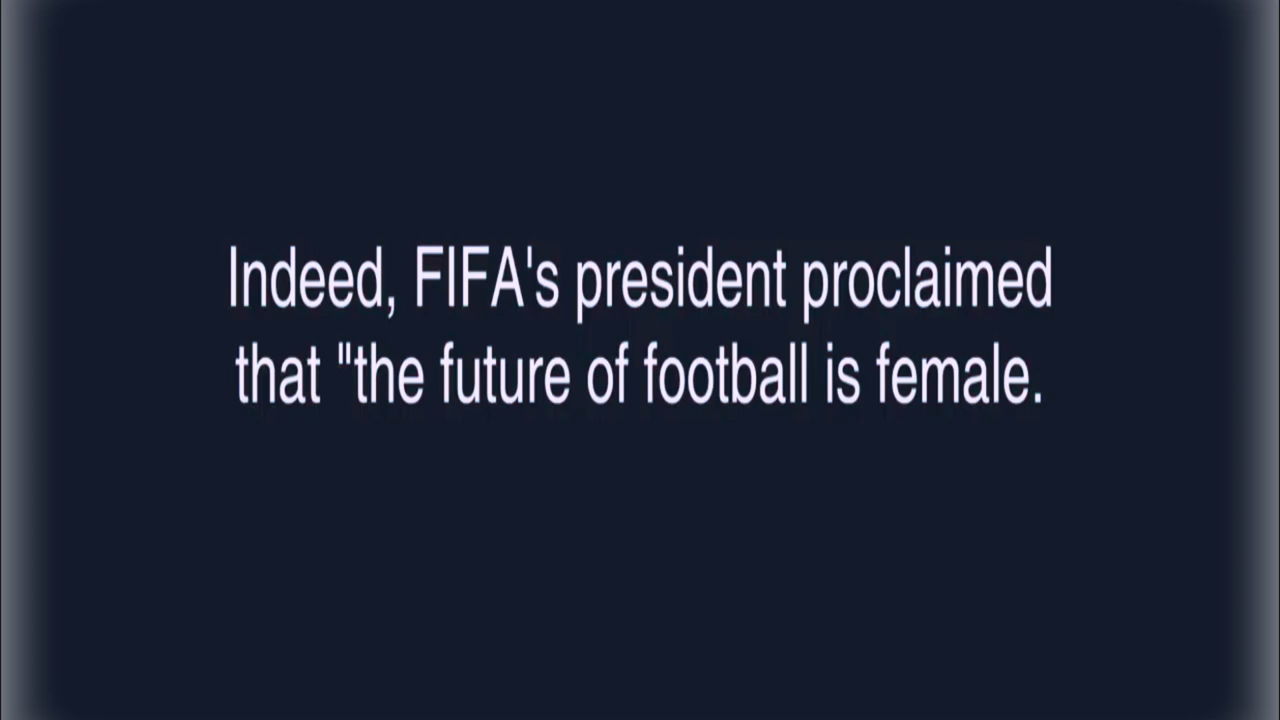 Indeed, FIFA's president proclaimed
that "the future of football is female.